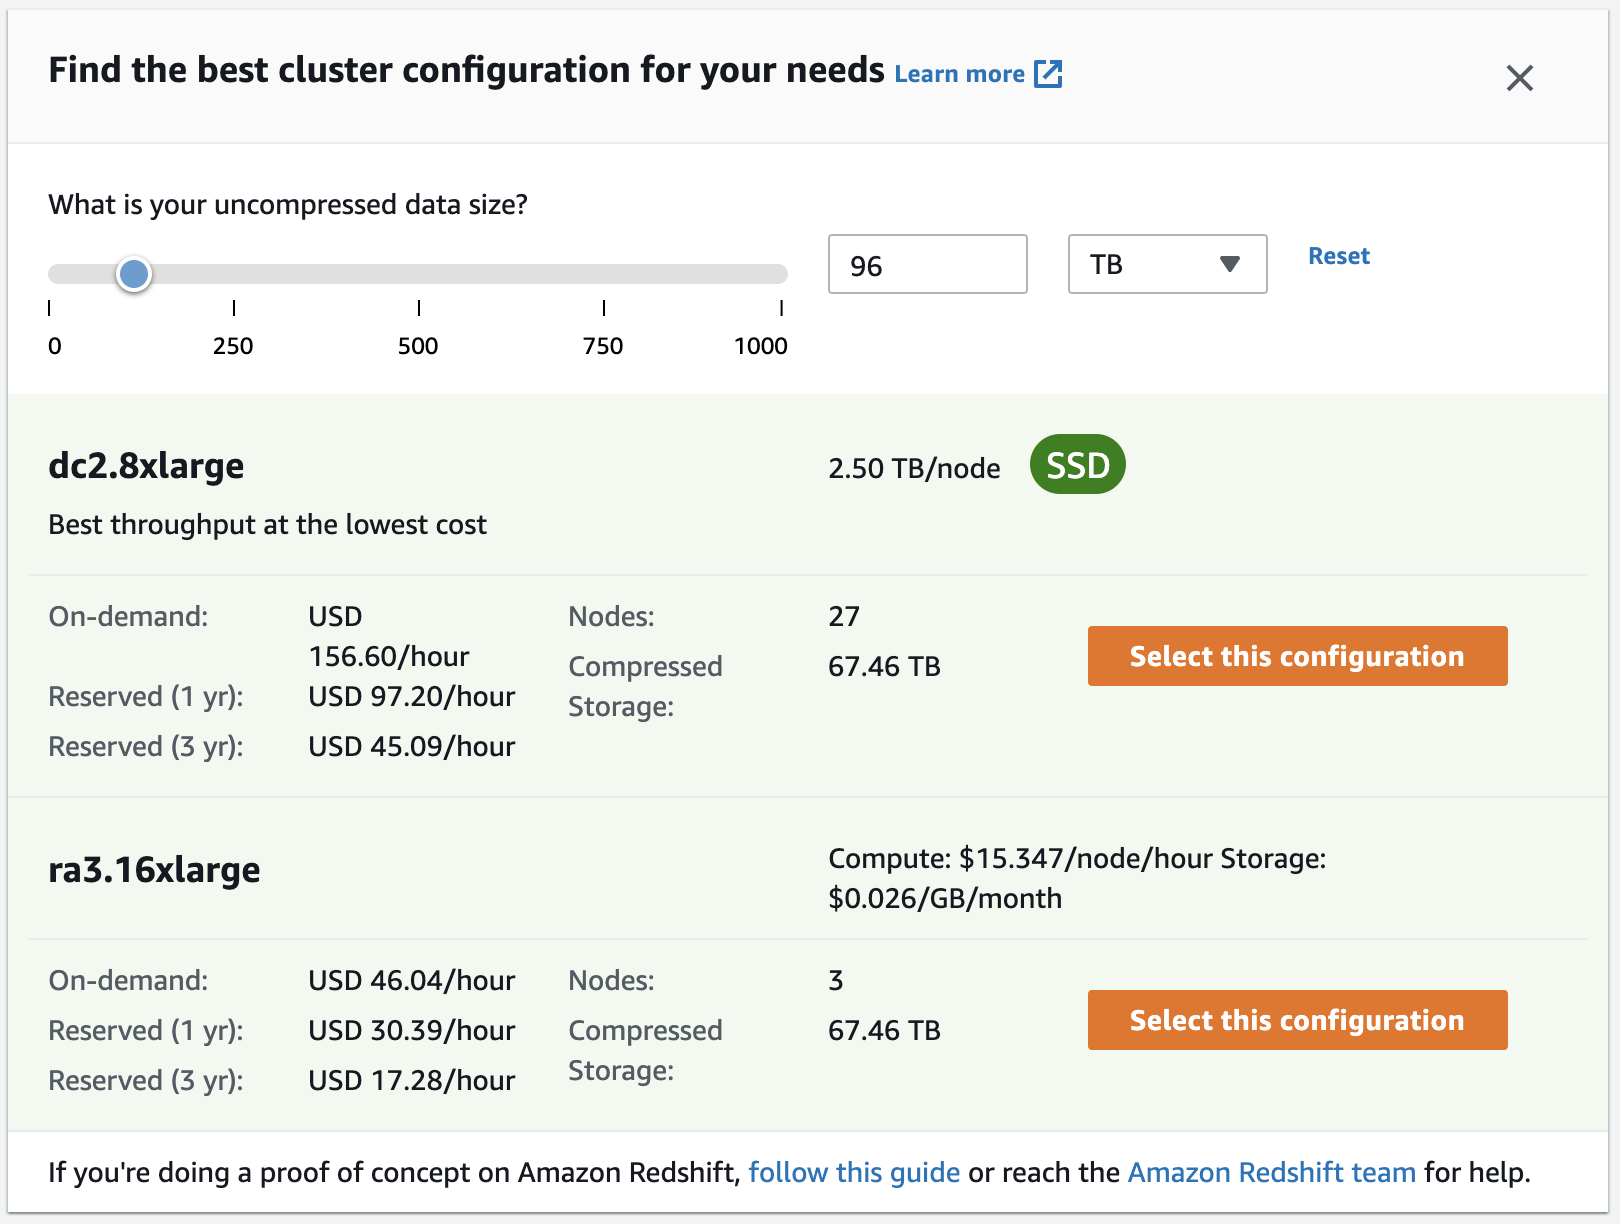 Find the best cluster configuration for your needs Learn more
What is your uncompressed data size?
96
TB
Reset
0
250
500
750
1000
dc2.8xlarge
2.50 TB/node
SSD
Best throughput at the lowest cost
On-demand:
USD
156.60/hour
Reserved (1 yr):
USD 97.20/hour
Reserved (3 yr):
USD 45.09/hour
Nodes:
27
Compressed
Storage:
67.46 TB
Select this configuration
ra3.16xlarge
Compute: $15.347/node/hour Storage:
$0.026/GB/month
On-demand:
USD 46.04/hour
Reserved (1 yr):
USD 30.39/hour
Reserved (3 yr):
USD 17.28/hour
Nodes:
3
Compressed
Storage:
67.46 TB
Select this configuration
If you're doing a proof of concept on Amazon Redshift, follow this guide or reach the Amazon Redshift team for help.